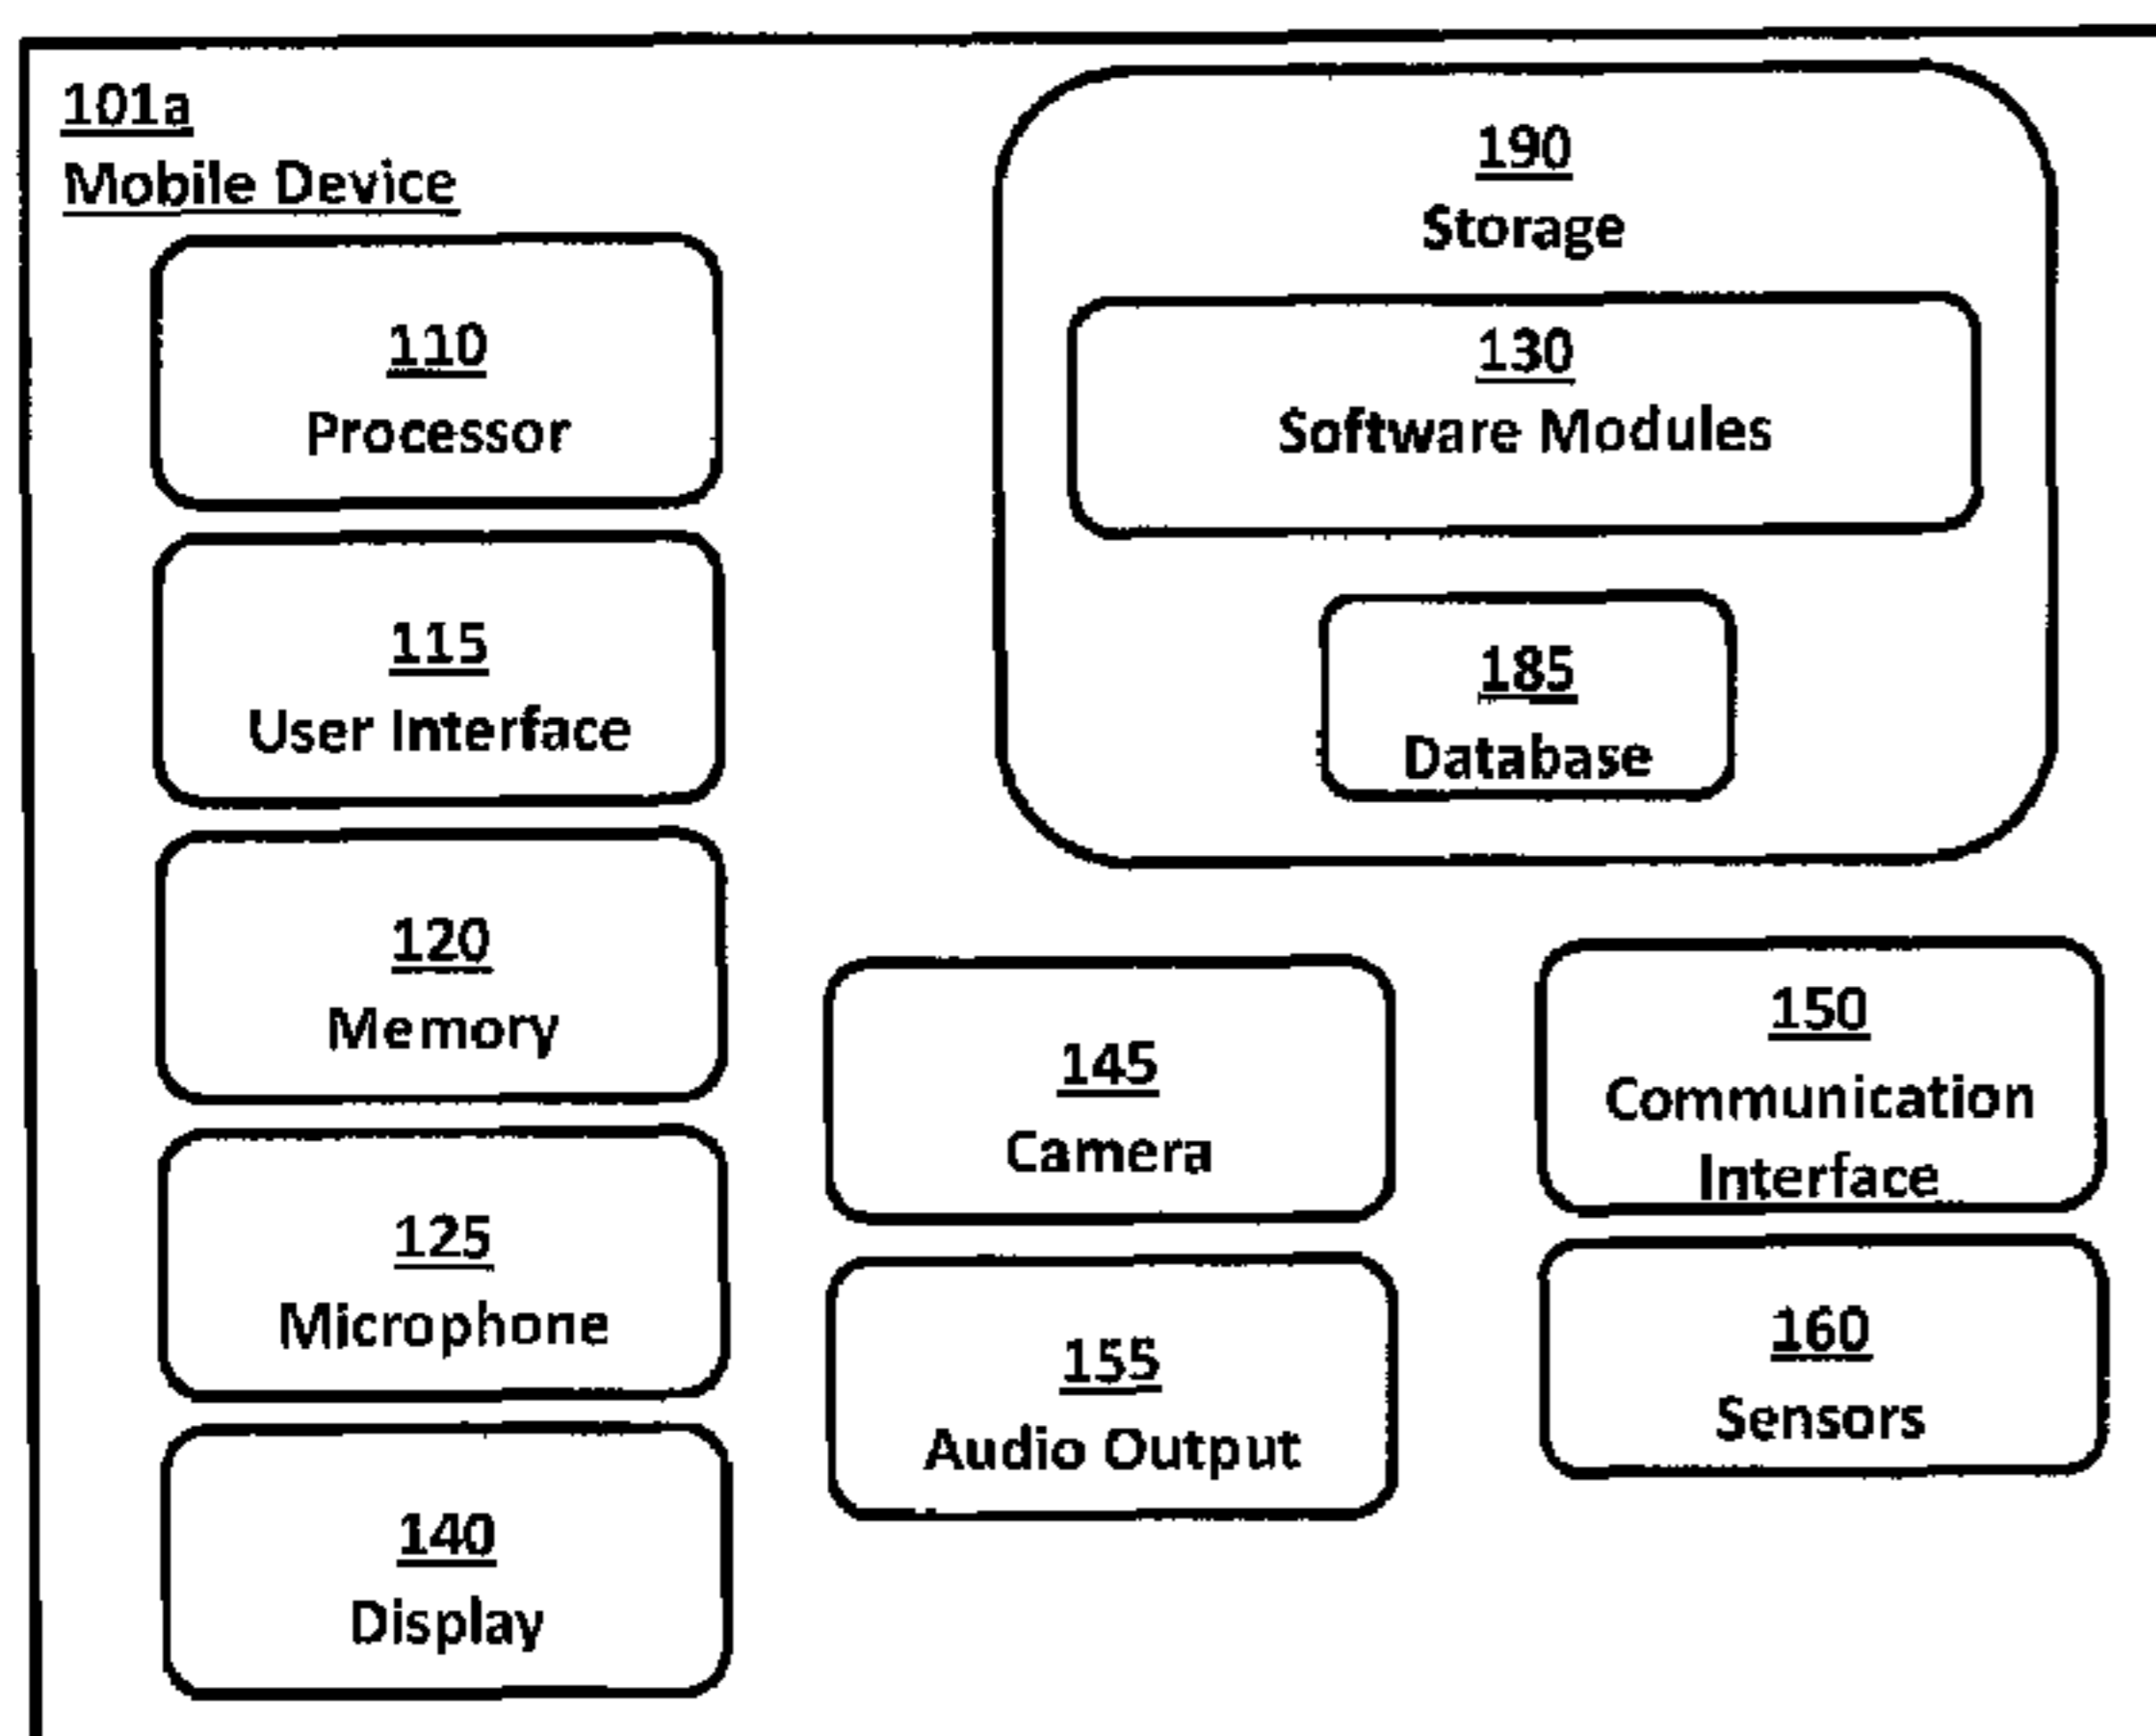 101a
Mobile Device
110
Processor
115
User Interface
120
Memory
125
Microphone
140
Display
190
Storage
130
Software Modules
185
Database
145
Camera
155
Audio Output
150
Communication
Interface
160
Sensors